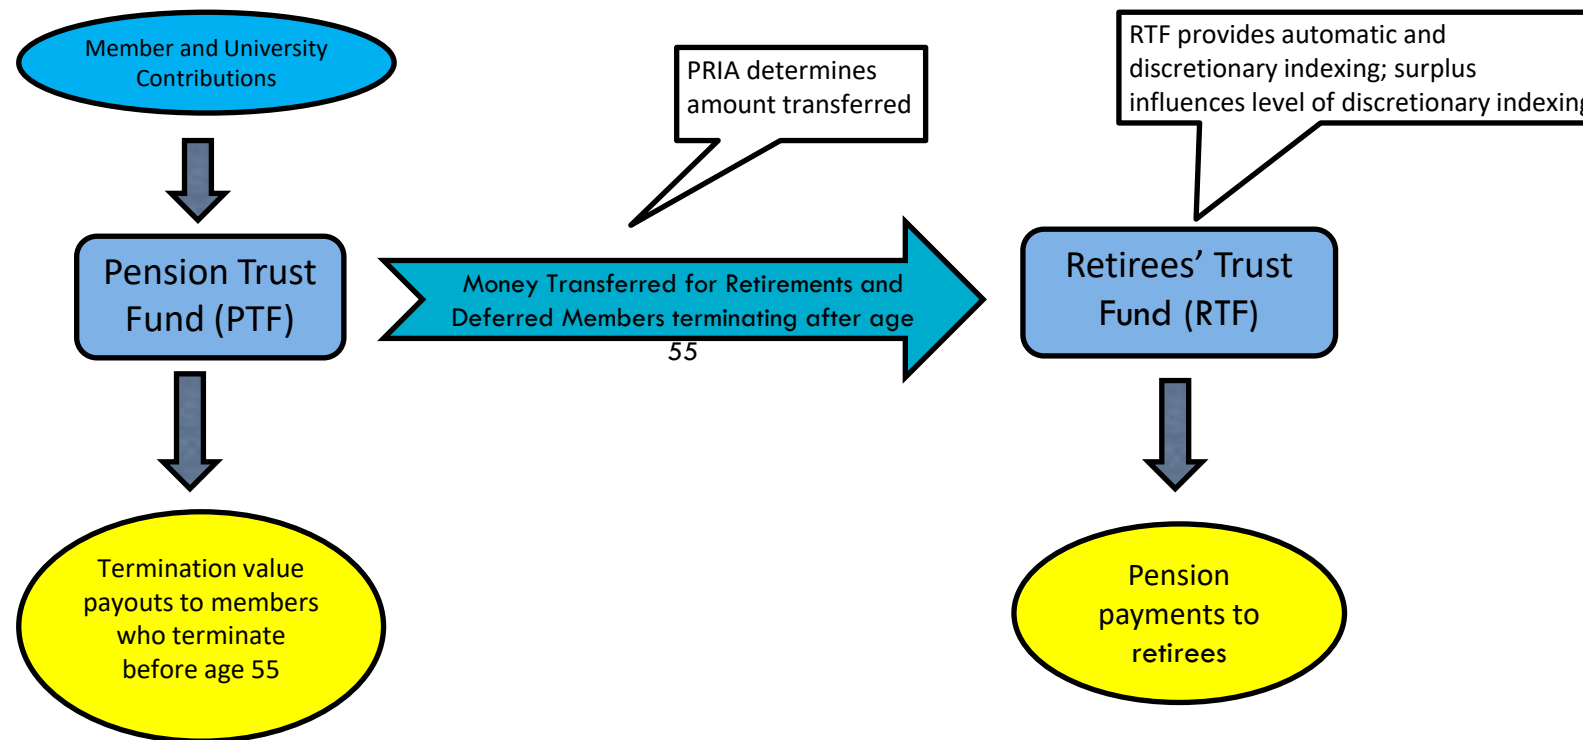 Member and University
Contributions
PRIA determines
amount transferred
RTF provides automatic and
discretionary indexing; surplus
influences level of discretionary indexing
Pension Trust
Fund (PTF)
Money Transferred for Retirements and
Deferred Members terminating after age
55
Retirees’ Trust
Fund (RTF)
Termination value
payouts to members
who terminate
before age 55
Pension
payments to
retirees